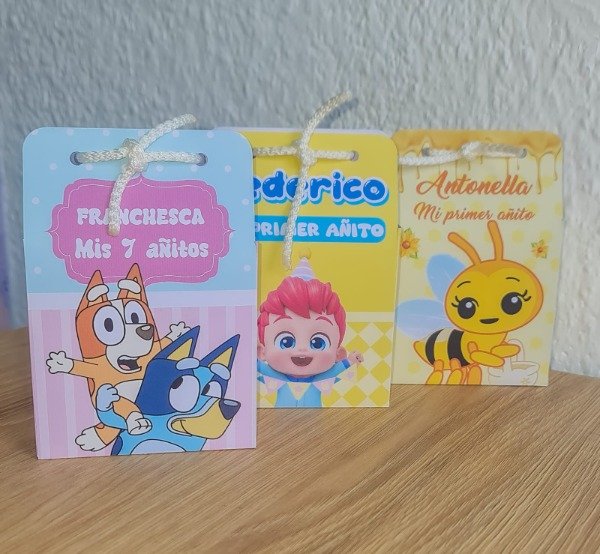 FRANCHESCA
Mis 7 añitos
ederico
PRIMER AÑITO
Antonella
Mi primer añito